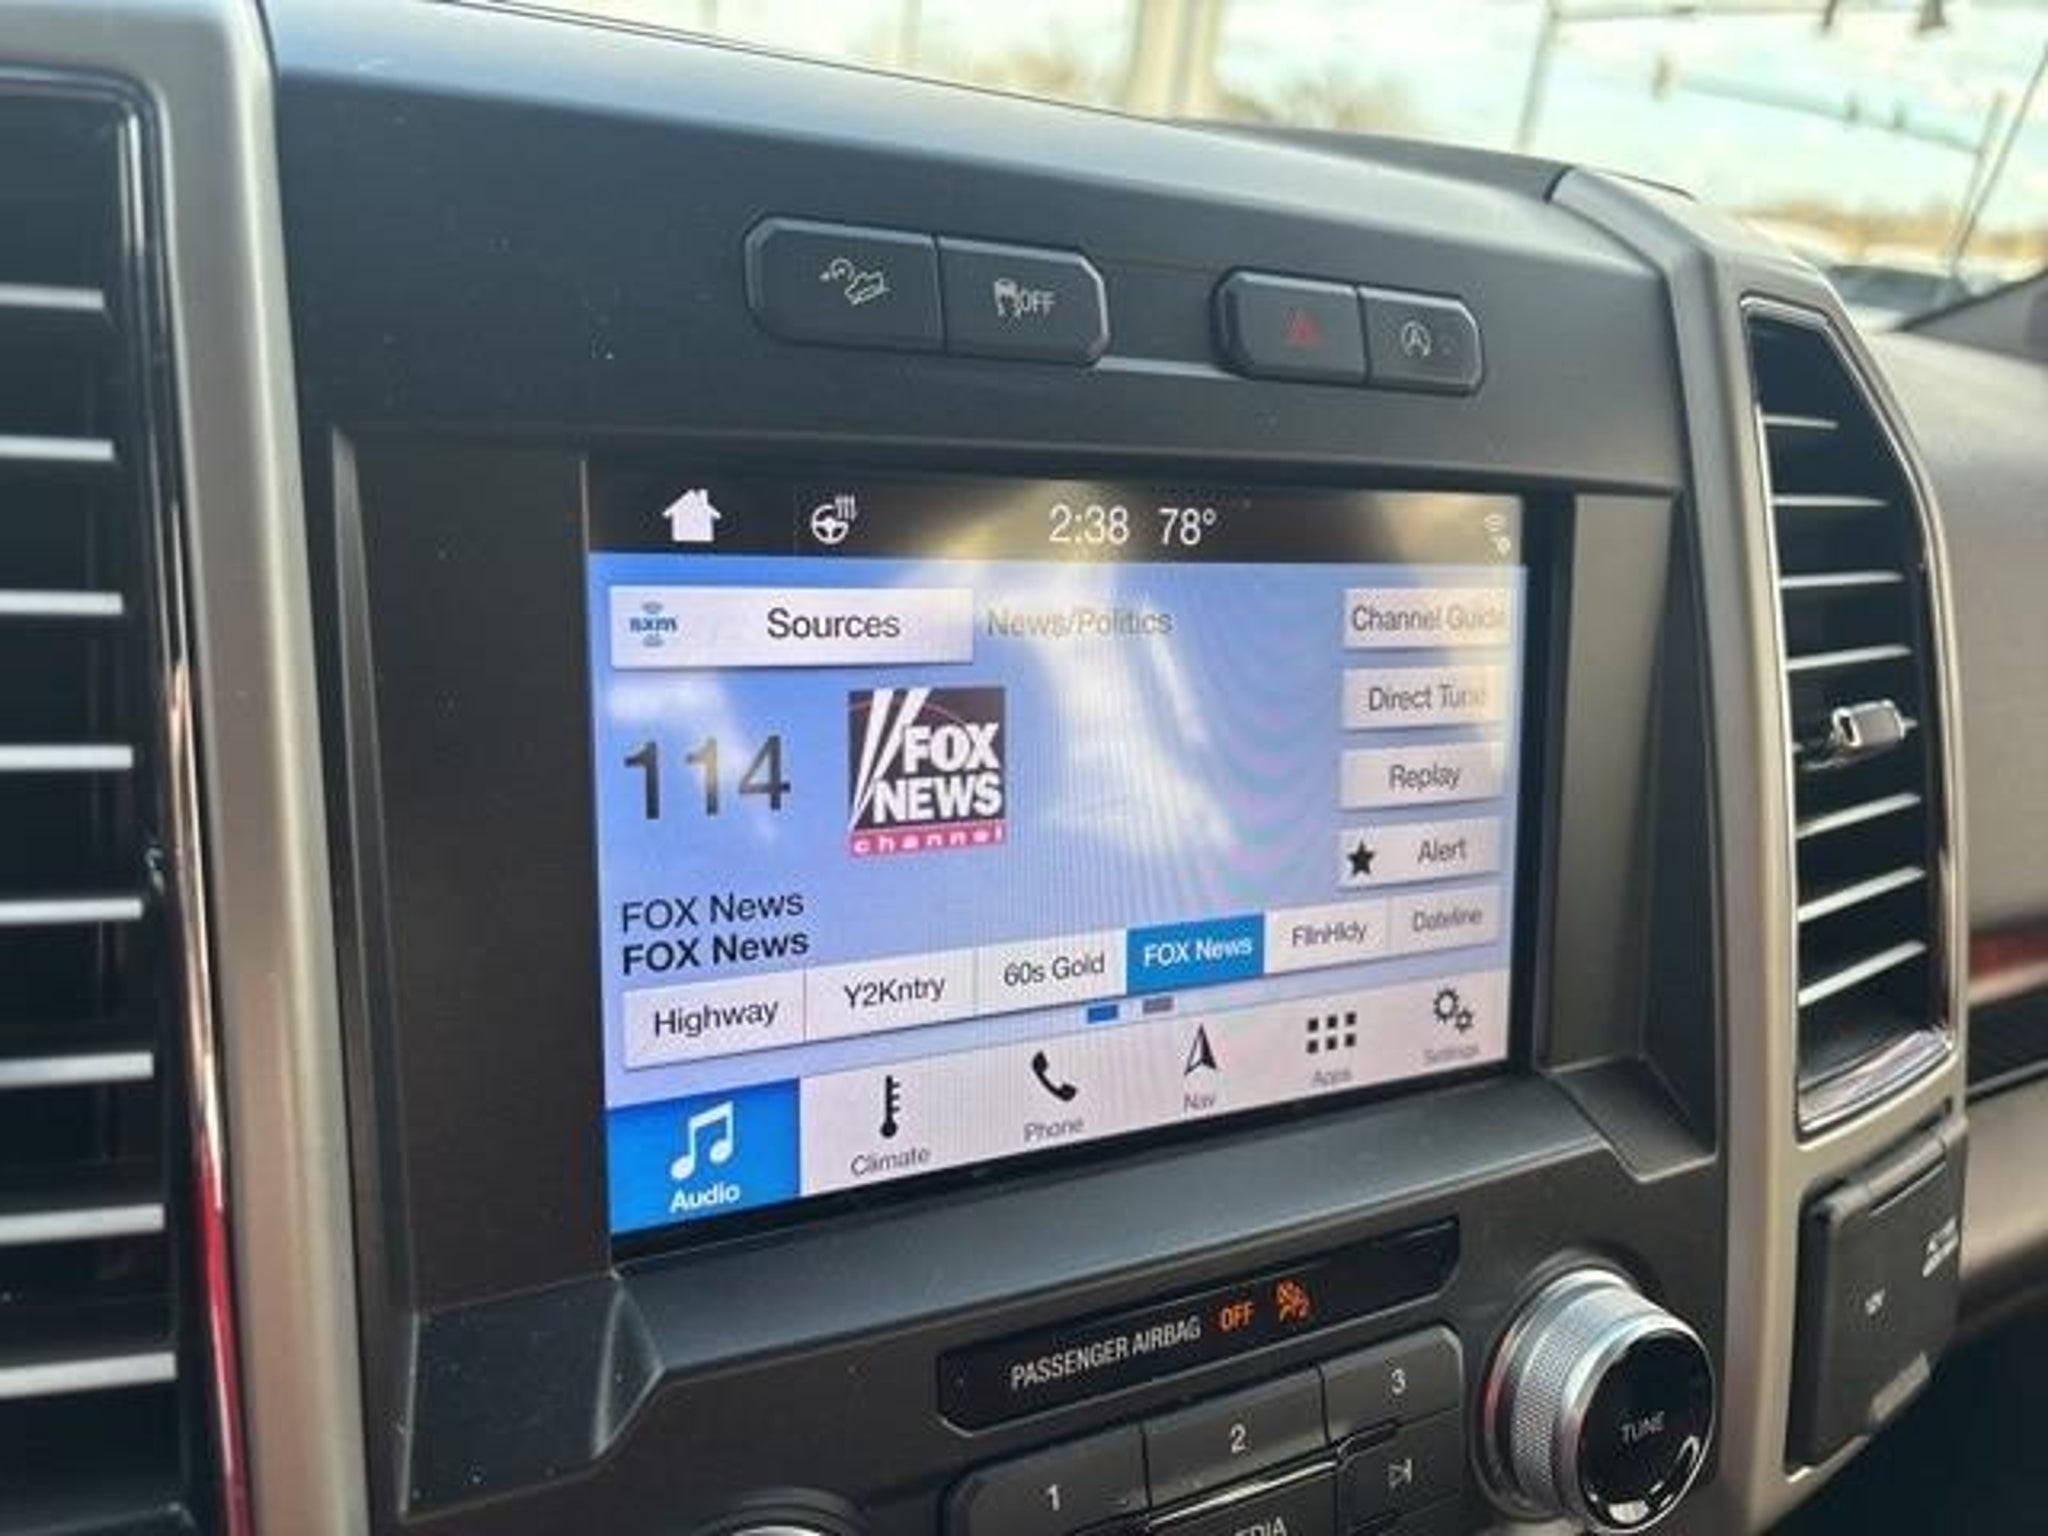 OFF
A
2:38 78°
sxm Sources
News/Politics
Channel Guide
114
FOX
NEWS
channel
Direct Tune
Replay
Alert
FOX News
FOX News
Highway Y2Kntry 60s Gold FOX News FllnHldy Dateline
Audio Climate Phone Nav Apps Settings
PASSENGER AIRBAG OFF
1 2 3
TUNE